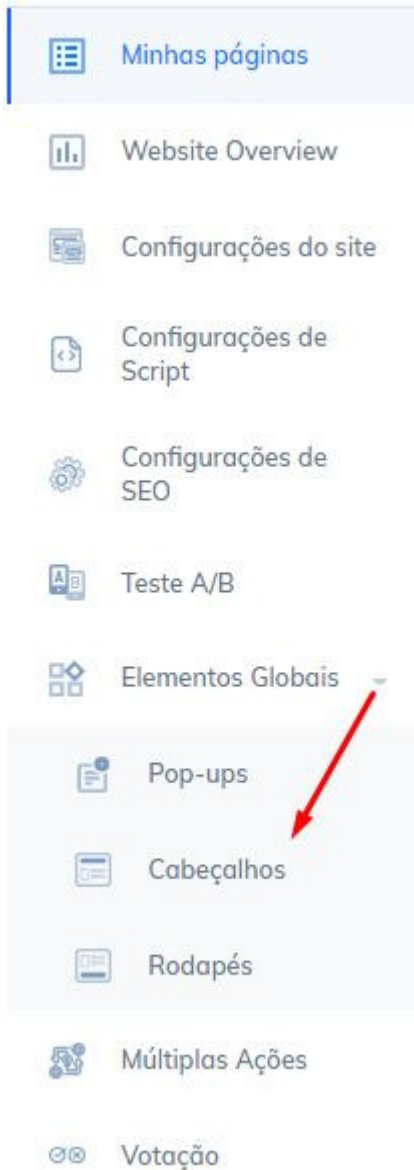 Minhas páginas
Website Overview
Configurações do site
Configurações de
Script
Configurações de
SEO
A B
Teste A/B
Elementos Globais
Pop-ups
Cabeçalhos
Rodapés
Múltiplas Ações
Votação